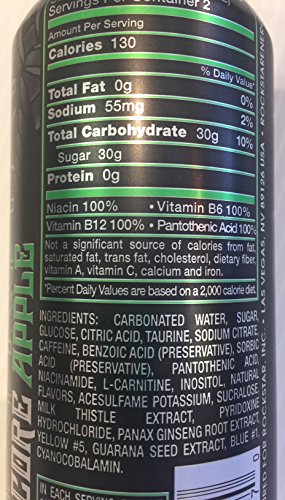 Servings Per Container 2
Amount Per Serving
Calories 130
% Daily Value*
Total Fat 0g 0%
Sodium 55mg 2%
Total Carbohydrate 30g 10%
Sugar 30g
Protein 0g
Niacin 100% • Vitamin B6 100%
Vitamin B12 100% • Pantothenic Acid 100%
Not a significant source of calories from fat,
saturated fat, trans fat, cholesterol, dietary fiber,
vitamin A, vitamin C, calcium and iron.
*Percent Daily Values are based on a 2,000 calorie diet.
INGREDIENTS: CARBONATED WATER, SUGAR,
GLUCOSE, CITRIC ACID, TAURINE, SODIUM CITRATE,
CAFFEINE, BENZOIC ACID (PRESERVATIVE), SORBIC
ACID (PRESERVATIVE), PANTOTHENIC ACID,
NIACINAMIDE, L-CARNITINE, INOSITOL, NATURAL
FLAVORS, ACESULFAME POTASSIUM, SUCRALOSE,
MILK THISTLE EXTRACT, PYRIDOXINE
HYDROCHLORIDE, PANAX GINSENG ROOT EXTRACT,
YELLOW #5, GUARANA SEED EXTRACT, BLUE #1,
CYANOCOBALAMIN.
IN EACH SERVING
APPLE
LAS VEGAS, NV 89126 USA • ROCKSTARENER